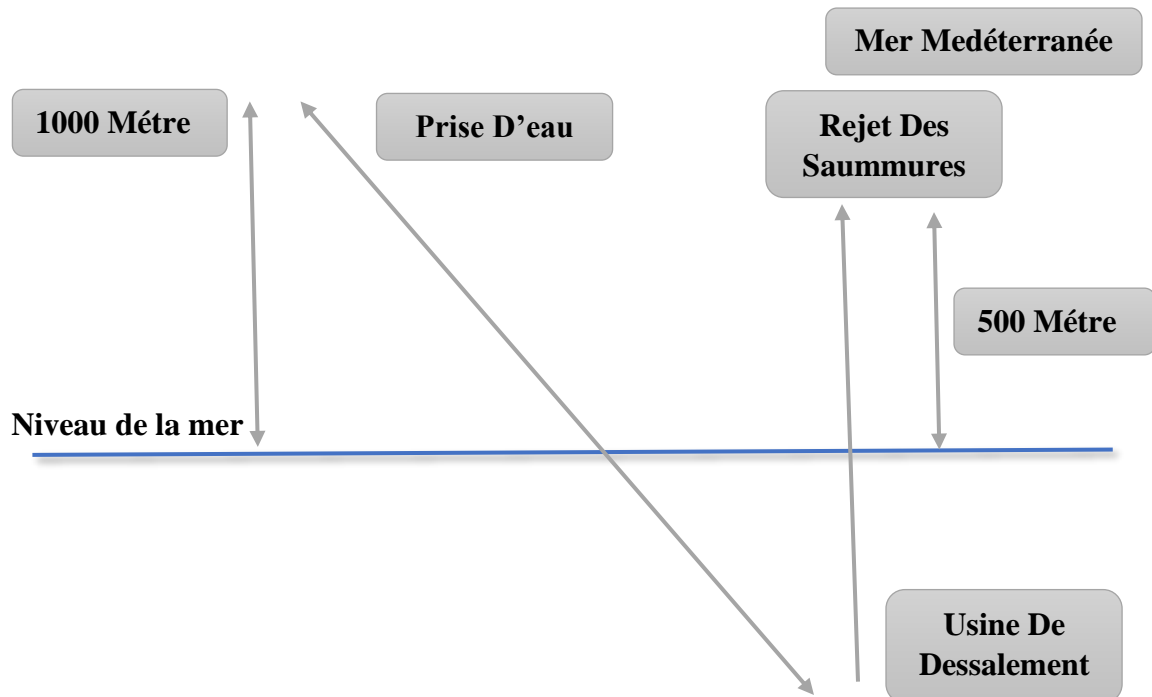 Mer Medéterranée
1000 Métre
Prise D’eau
Rejet Des
Saummures
500 Métre
Niveau de la mer
Usine De
Dessalement